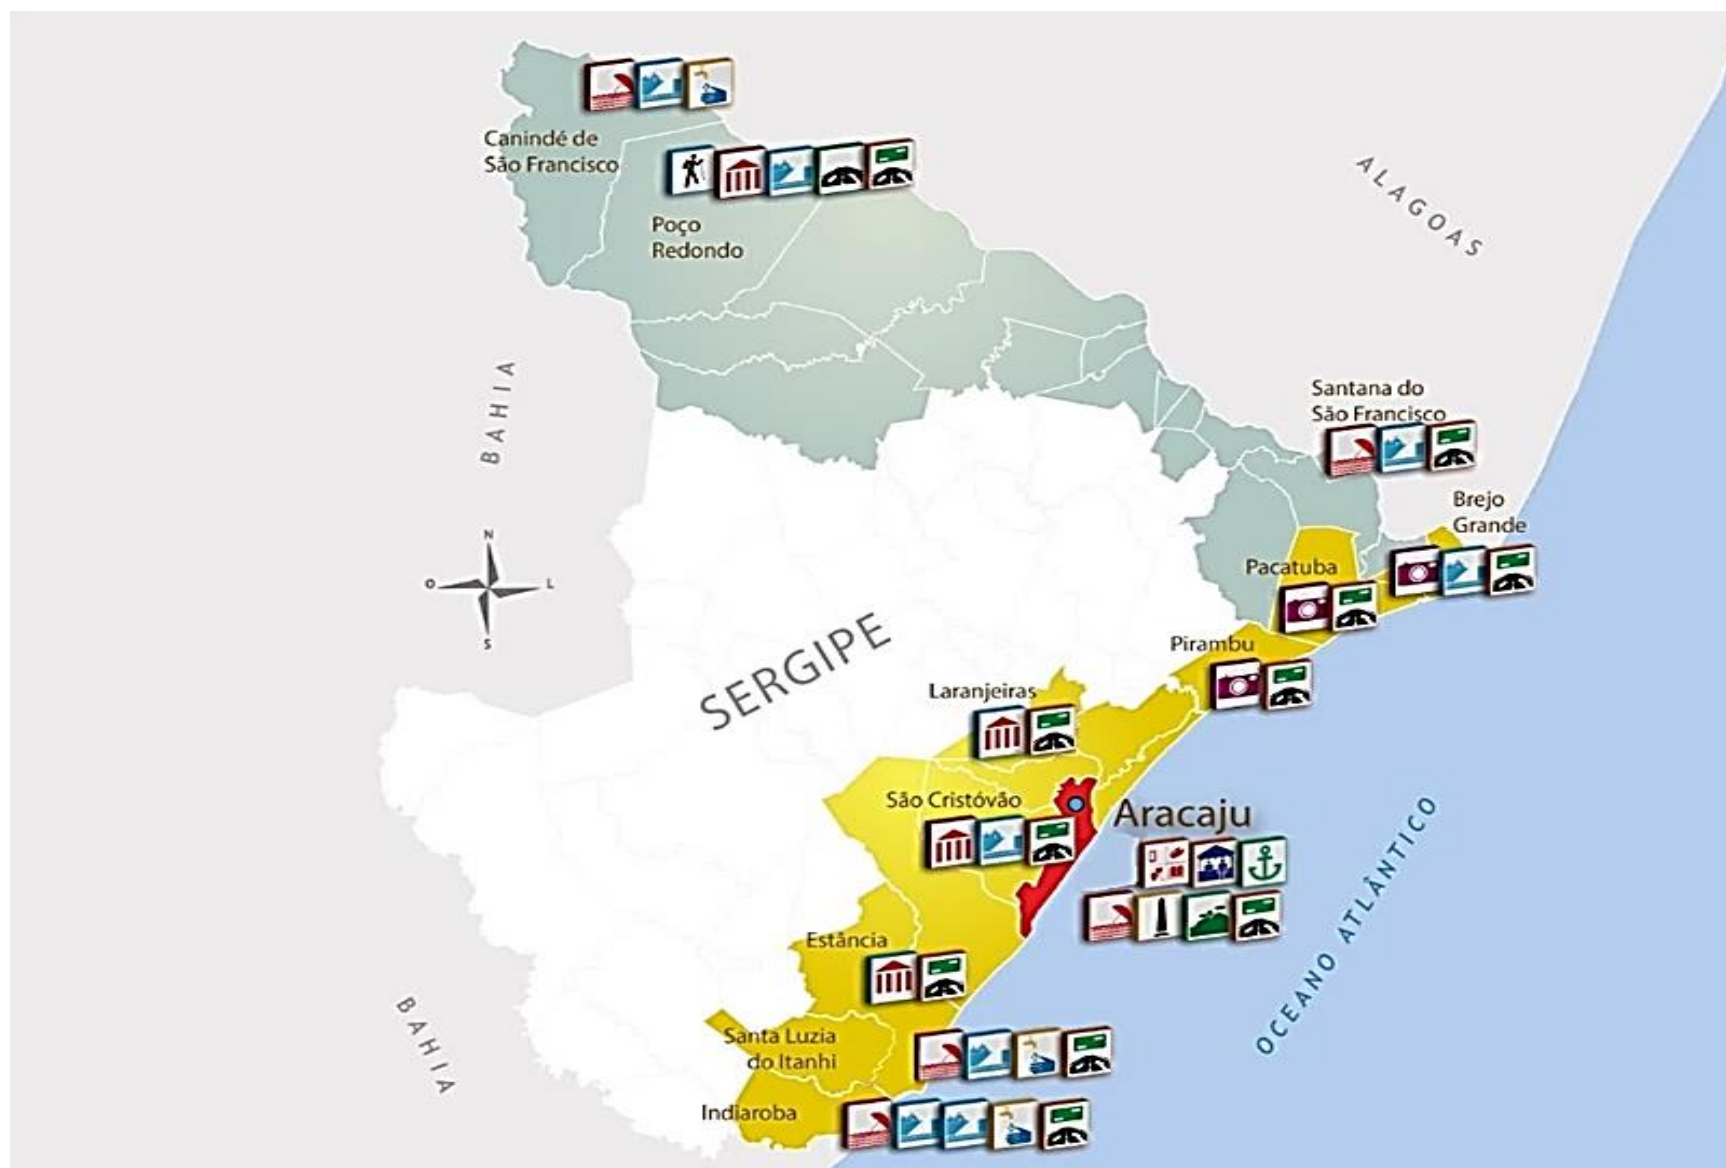 Canindé de
São Francisco
Poço
Redondo
ALAGOAS
BAHIA
Santana do
São Francisco
Brejo
Grande
N
O
L
S
Pacatuba
SERGIPE
Pirambu
Laranjeiras
São Cristóvão
Aracaju
OCEANO ATLÂNTICO
Estância
BAHIA
Santa Luzia
do Itanhi
Indiaroba